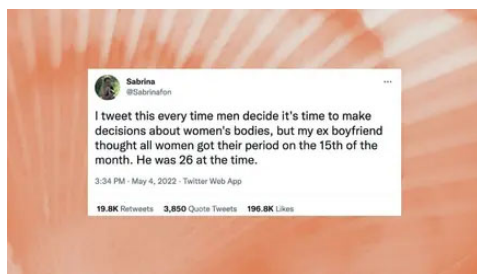 Sabrina
@Sabrinafon
I tweet this every time men decide it's time to make
decisions about women's bodies, but my ex boyfriend
thought all women got their period on the 15th of the
month. He was 26 at the time.
3:34 PM · May 4, 2022 · Twitter Web App
19.8K Retweets 3,850 Quote Tweets 196.8K Likes